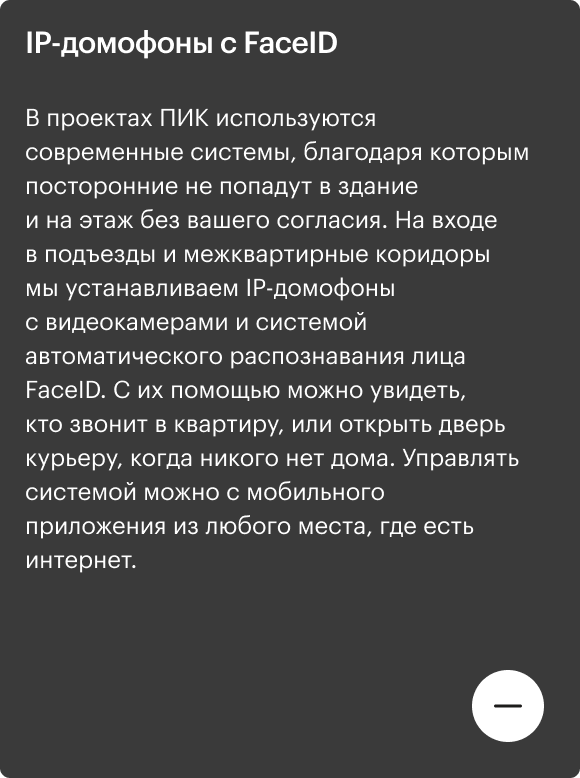 IP-домофоны с FaceID
В проектах ПИК используются
современные системы, благодаря которым
посторонние не попадут в здание
и на этаж без вашего согласия. На входе
в подъезды и межквартирные коридоры
мы устанавливаем IP-домофоны
с видеокамерами и системой
автоматического распознавания лица
FaceID. С их помощью можно увидеть,
кто звонит в квартиру, или открыть дверь
курьеру, когда никого нет дома. Управлять
системой можно с мобильного
приложения из любого места, где есть
интернет.